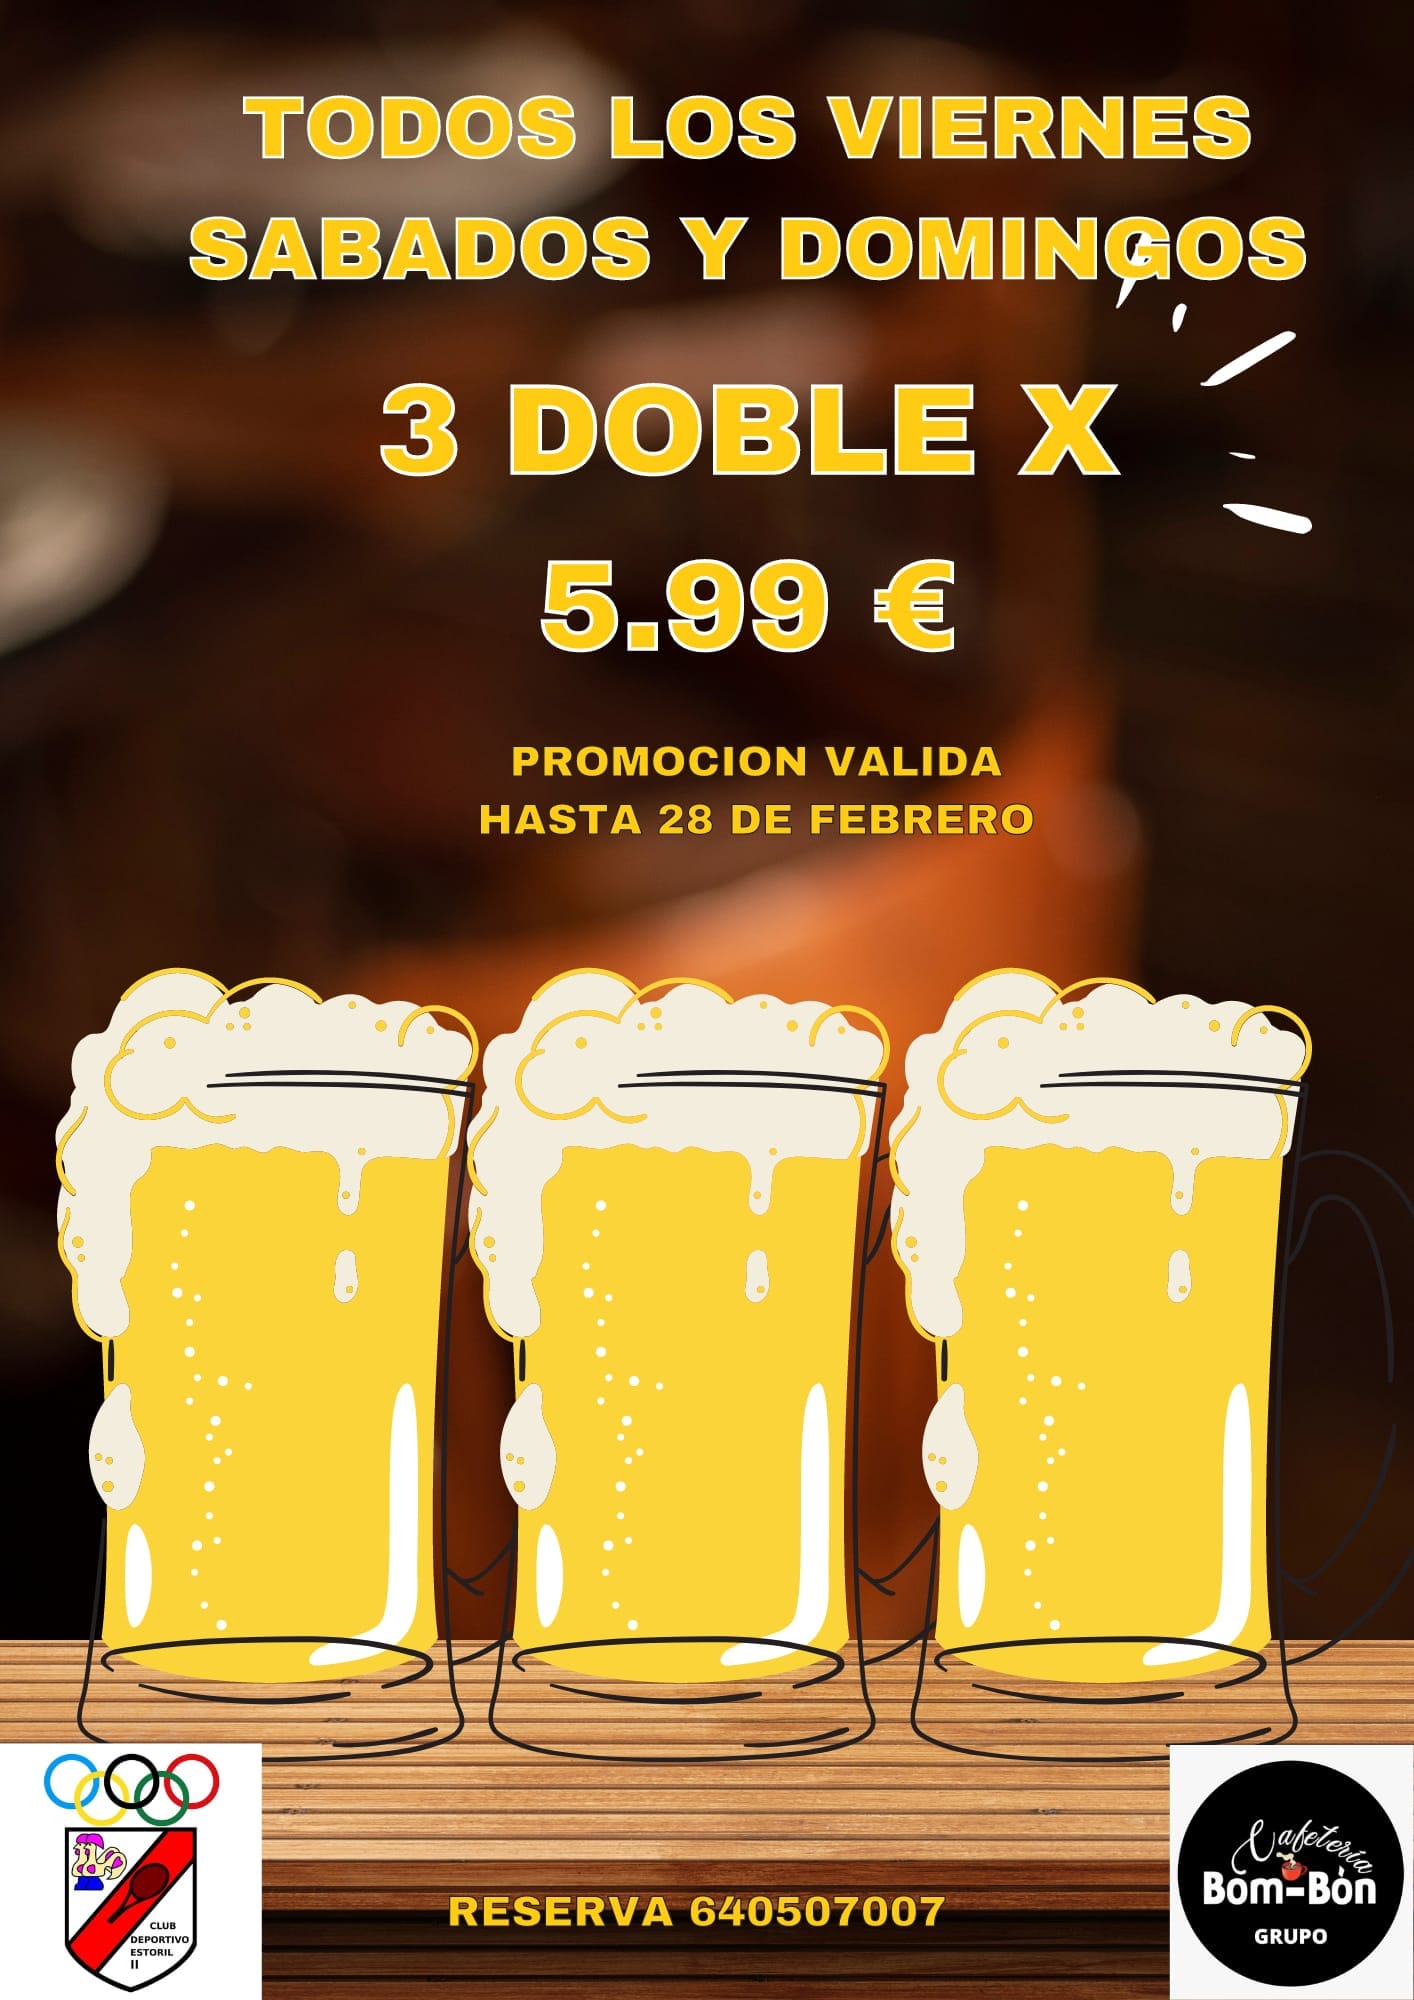 TODOS LOS VIERNES
SABADOS Y DOMINGOS
3 DOBLE X
5.99 €
PROMOCION VALIDA
HASTA 28 DE FEBRERO
CLUB
DEPORTIVO
ESTORIL
II
RESERVA 640507007
Cafetería
Bom-Bòn
GRUPO